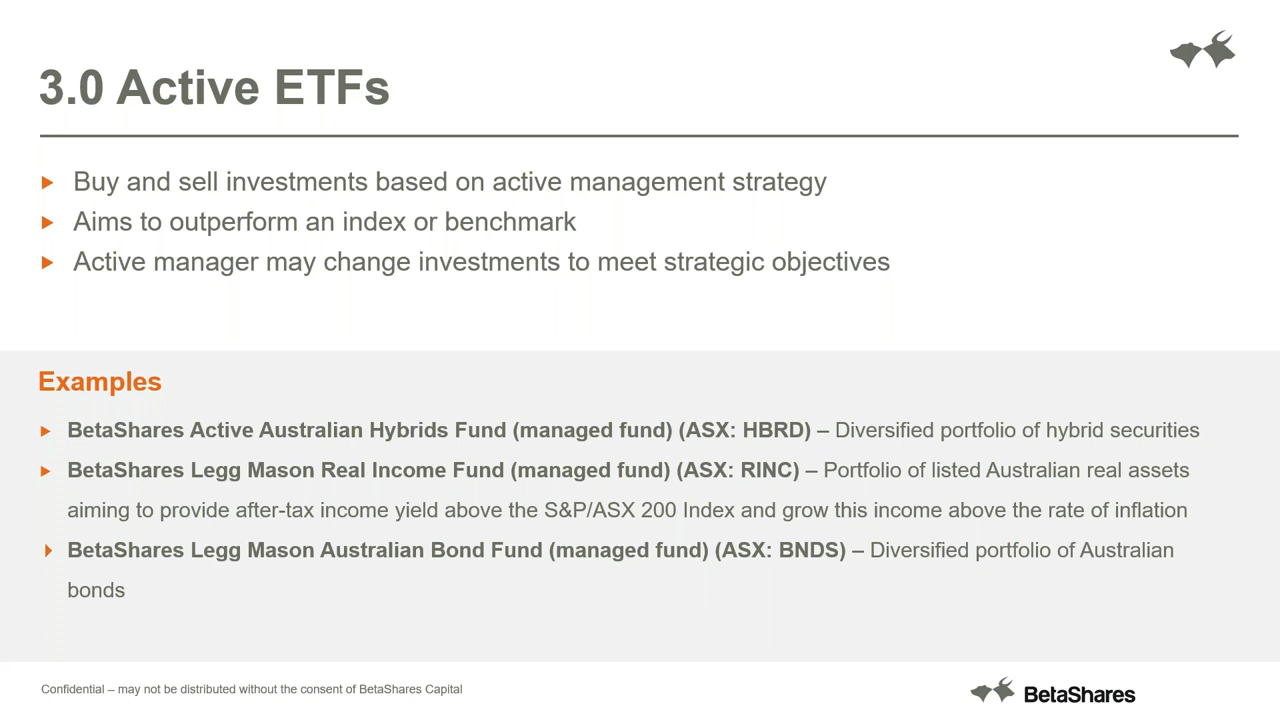 3.0 Active ETFs
Buy and sell investments based on active management strategy
Aims to outperform an index or benchmark
Active manager may change investments to meet strategic objectives
Examples
BetaShares Active Australian Hybrids Fund (managed fund) (ASX: HBRD) – Diversified portfolio of hybrid securities
BetaShares Legg Mason Real Income Fund (managed fund) (ASX: RINC) – Portfolio of listed Australian real assets
aiming to provide after-tax income yield above the S&P/ASX 200 Index and grow this income above the rate of inflation
BetaShares Legg Mason Australian Bond Fund (managed fund) (ASX: BNDS) – Diversified portfolio of Australian
bonds
Confidential – may not be distributed without the consent of BetaShares Capital
BetaShares